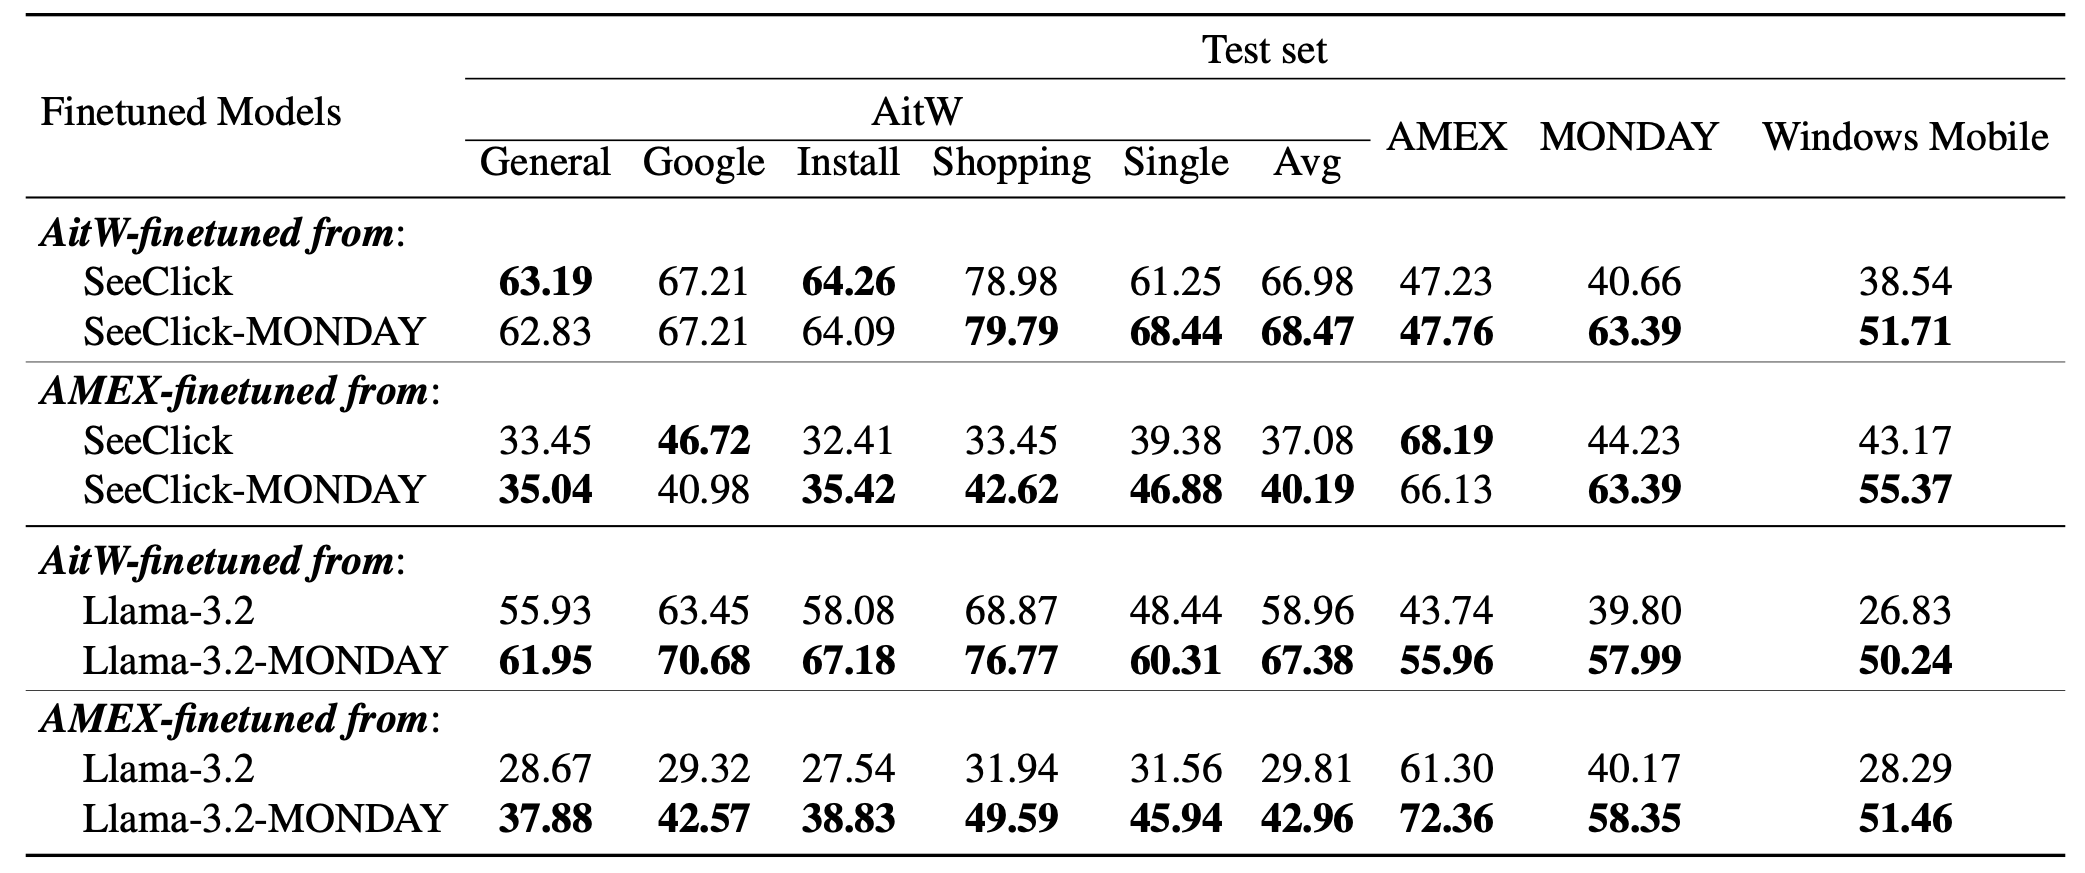 Test set
Finetuned Models
AitW
AMEX MONDAY Windows Mobile
General Google Install Shopping Single Avg
AitW-finetuned from:
SeeClick 63.19 67.21 64.26 78.98 61.25 66.98 47.23 40.66 38.54
SeeClick-MONDAY 62.83 67.21 64.09 79.79 68.44 68.47 47.76 63.39 51.71
AMEX-finetuned from:
SeeClick 33.45 46.72 32.41 33.45 39.38 37.08 68.19 44.23 43.17
SeeClick-MONDAY 35.04 40.98 35.42 42.62 46.88 40.19 66.13 63.39 55.37
AitW-finetuned from:
Llama-3.2 55.93 63.45 58.08 68.87 48.44 58.96 43.74 39.80 26.83
Llama-3.2-MONDAY 61.95 70.68 67.18 76.77 60.31 67.38 55.96 57.99 50.24
AMEX-finetuned from:
Llama-3.2 28.67 29.32 27.54 31.94 31.56 29.81 61.30 40.17 28.29
Llama-3.2-MONDAY 37.88 42.57 38.83 49.59 45.94 42.96 72.36 58.35 51.46